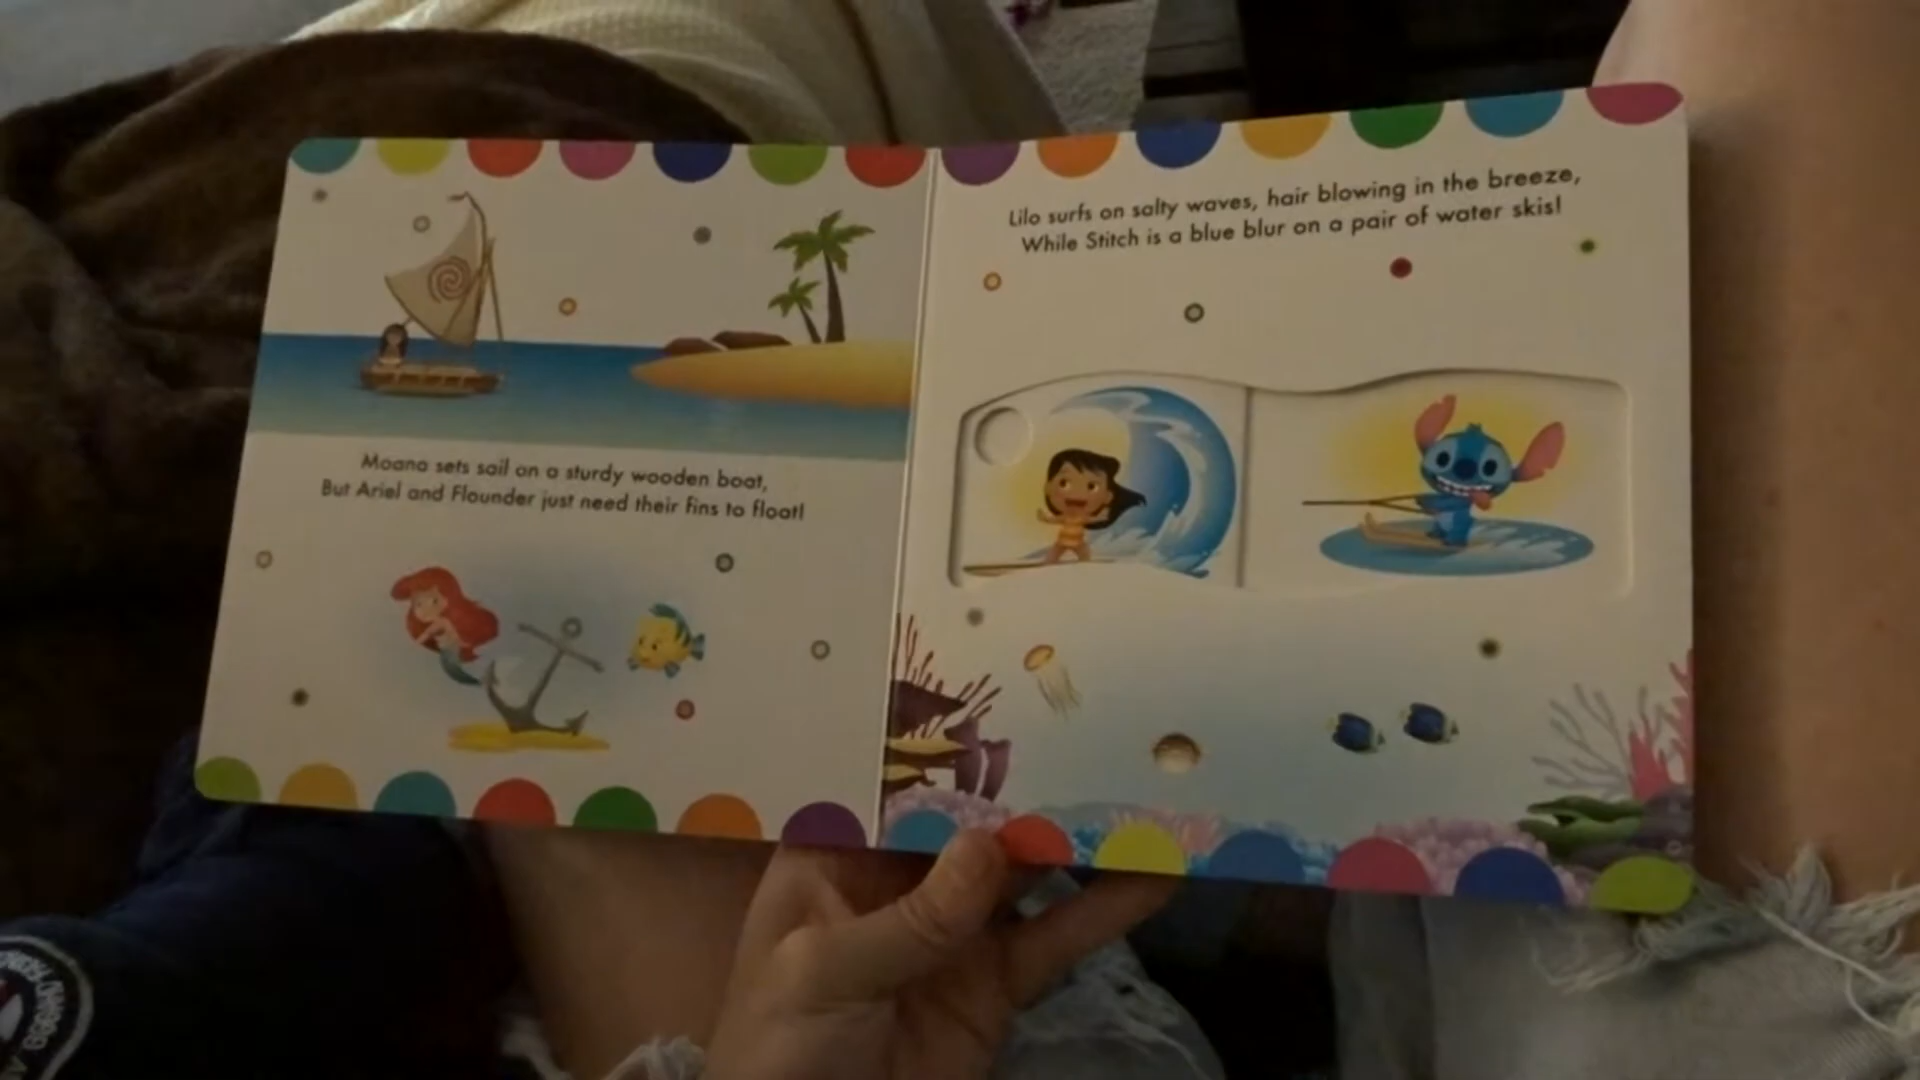 Moana sets sail on a sturdy wooden boat,
But Ariel and Flounder just need their fins to float!
Lilo surfs on salty waves, hair blowing in the breeze,
While Stitch is a blue blur on a pair of water skis!